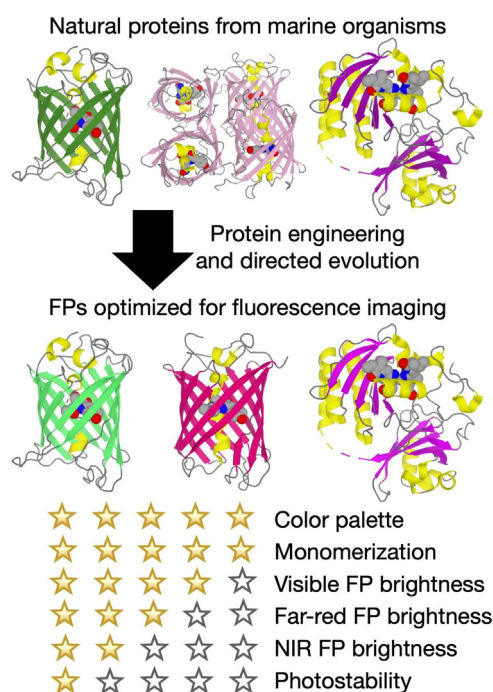 Natural proteins from marine organisms
Protein engineering
and directed evolution
FPs optimized for fluorescence imaging
Color palette
Monomerization
Visible FP brightness
Far-red FP brightness
NIR FP brightness
Photostability